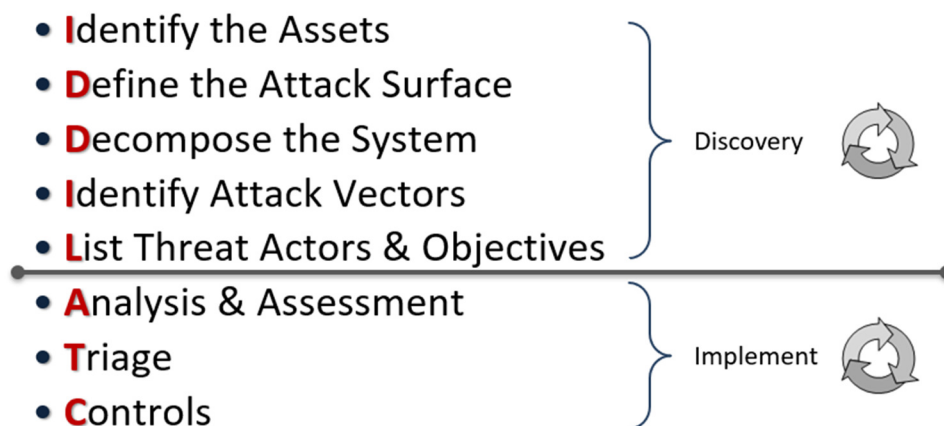 • Identify the Assets
• Define the Attack Surface
• Decompose the System
• Identify Attack Vectors
• List Threat Actors & Objectives
Discovery
• Analysis & Assessment
• Triage
• Controls
Implement